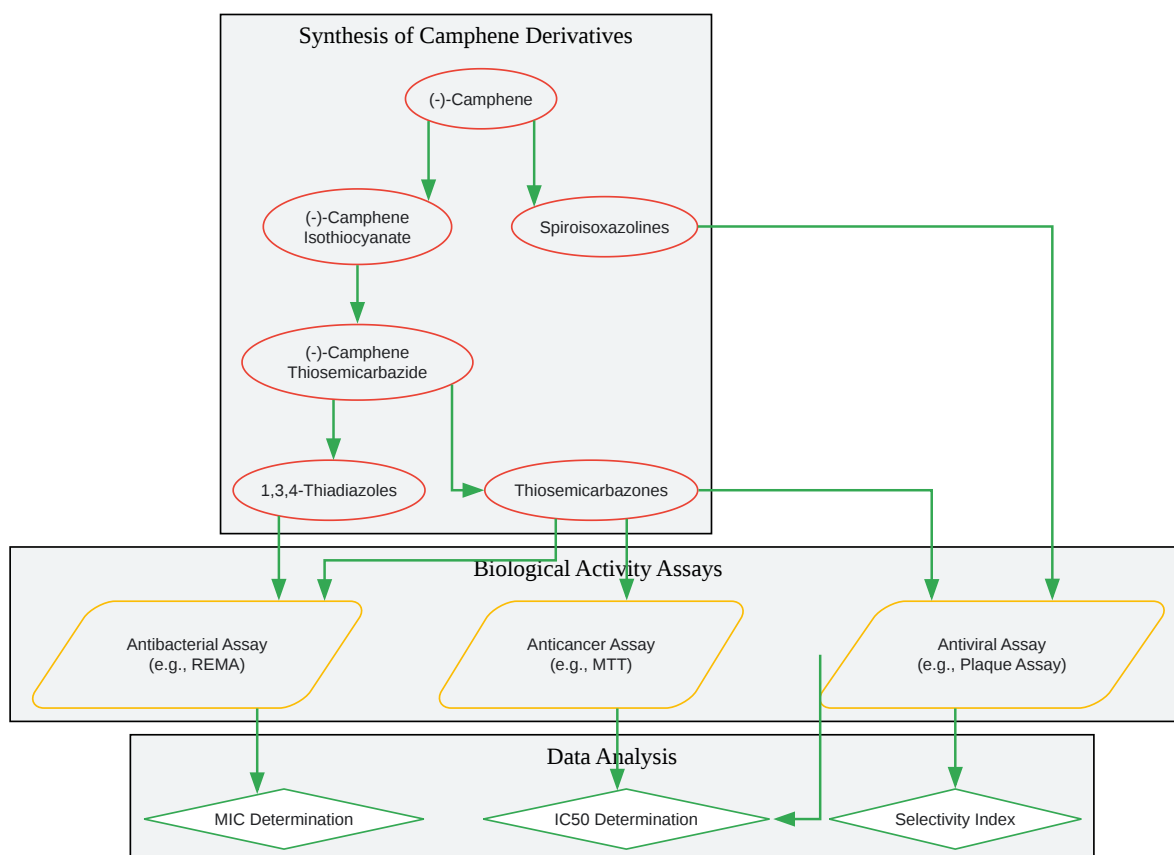 Synthesis of Camphene Derivatives
(-)-Camphene
(-)-Camphene
Isothiocyanate
Spiroisoxazolines
(-)-Camphene
Thiosemicarbazide
1,3,4-Thiadiazoles
Thiosemicarbazones
Biological Activity Assays
Antibacterial Assay
(e.g., REMA)
Anticancer Assay
(e.g., MTT)
Antiviral Assay
(e.g., Plaque Assay)
Data Analysis
MIC Determination
IC50 Determination
Selectivity Index